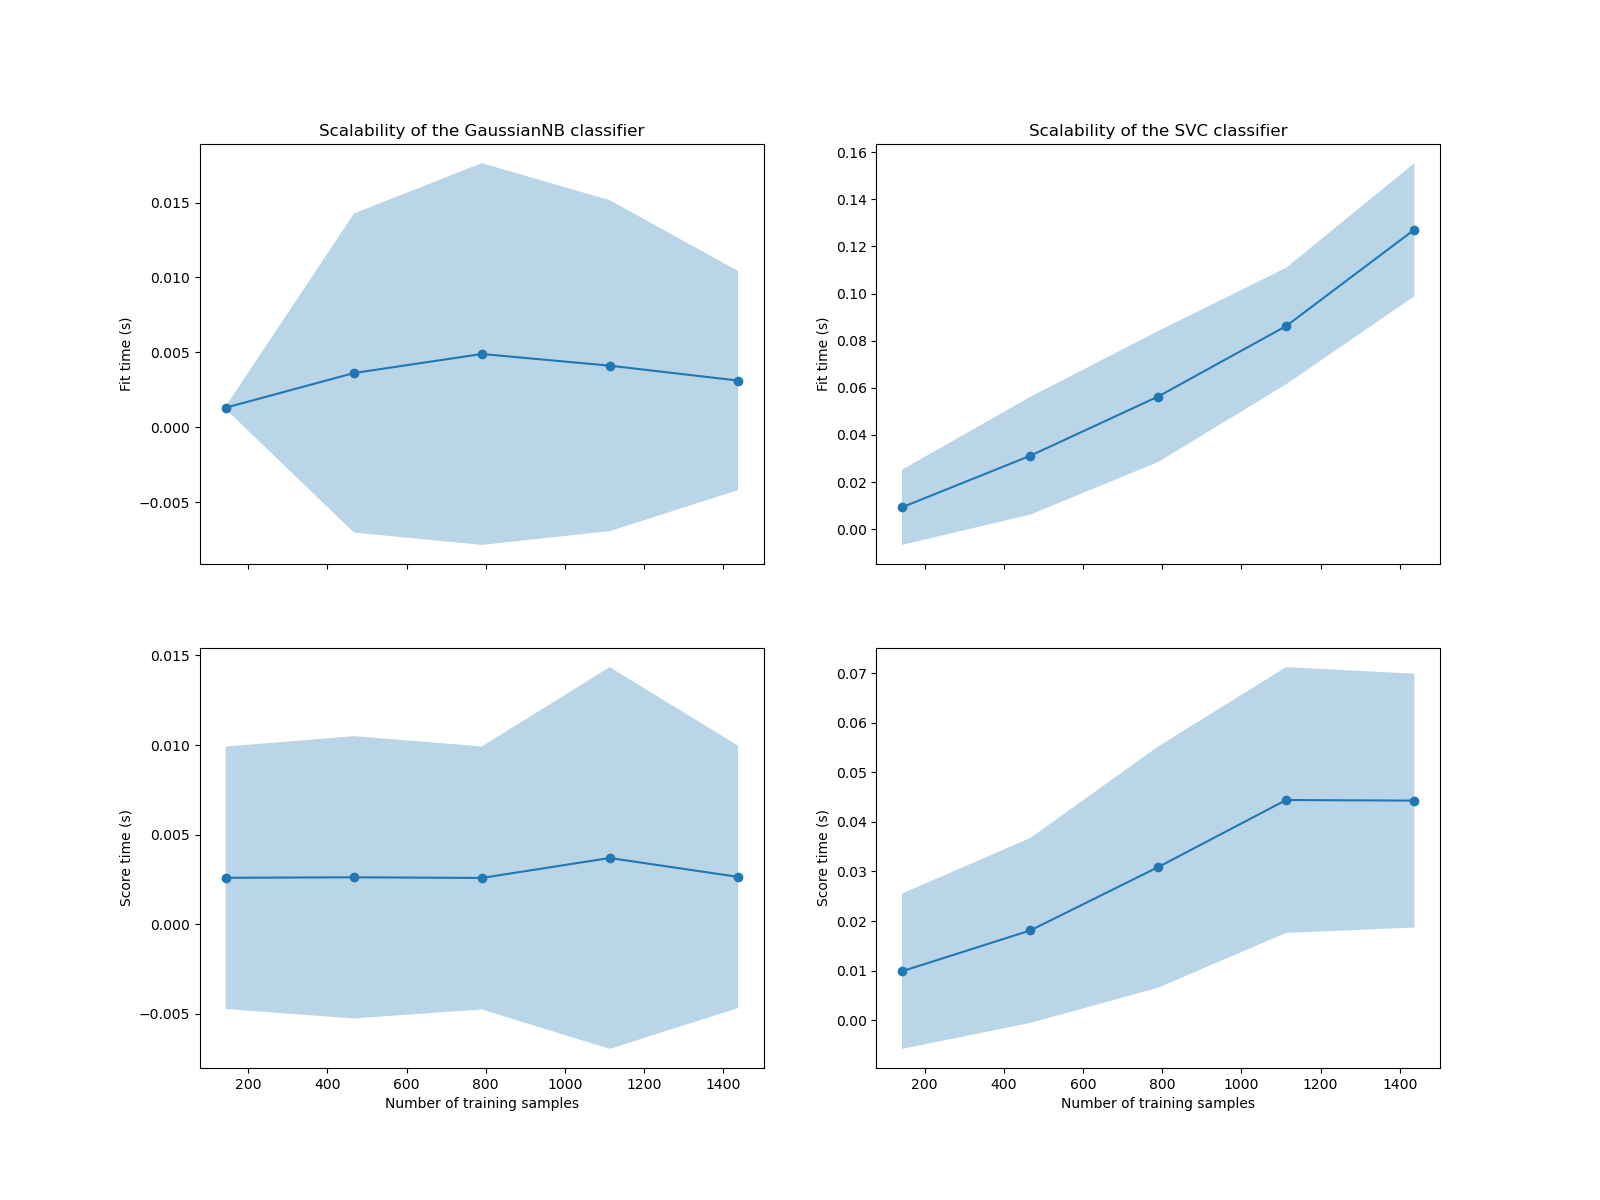 Scalability of the GaussianNB classifier
0.015
0.010
0.005
0.000
−0.005
Fit time (s)
Scalability of the SVC classifier
0.16
0.14
0.12
0.10
0.08
0.06
0.04
0.02
0.00
Fit time (s)
0.015
0.010
0.005
0.000
−0.005
Score time (s)
200 400 600 800 1000 1200 1400
Number of training samples
0.07
0.06
0.05
0.04
0.03
0.02
0.01
0.00
Score time (s)
200 400 600 800 1000 1200 1400
Number of training samples